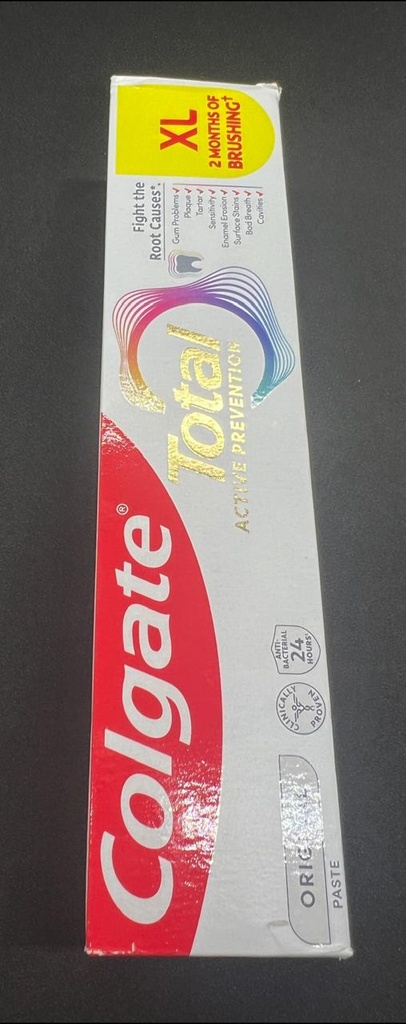 Colgate®
Total
ACTIVE PREVENTION
Fight the
Root Causes*.
Gum Problems ✓
Plaque ✓
Tartar ✓
Sensitivity ✓
Enamel Erosion ✓
Surface Stains ✓
Bad Breath ✓
Cavities ✓
XL
2 MONTHS OF
BRUSHING†
ANTI-
BACTERIAL
24
HOURS*
CLINICALLY
PROVEN
ORIGINAL
PASTE